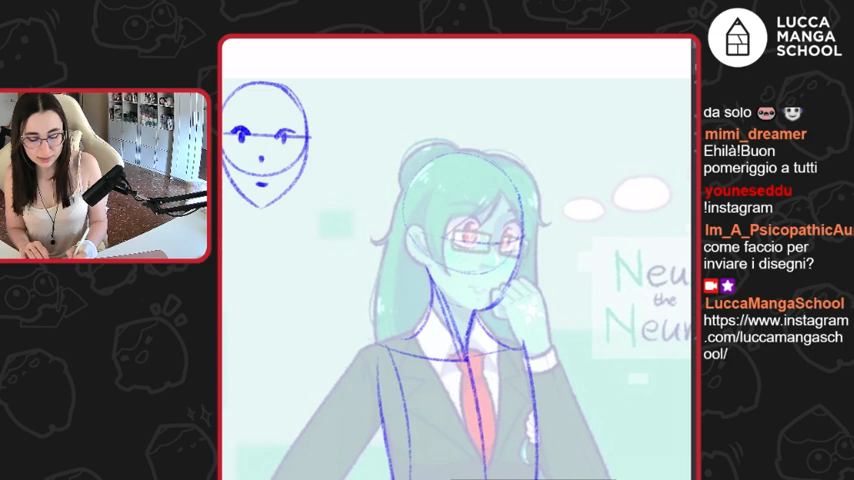 LUCCA
MANGA
SCHOOL
da solo
mimi_dreamer
Ehilà!Buon
pomeriggio a tutti
youneseddu
!instagram
Im_A_PsicopathicAu
come faccio per
inviare i disegni?
LuccaMangaSchool
https://www.instagram
.com/luccamangasch
ool/
Neu
the
Neur